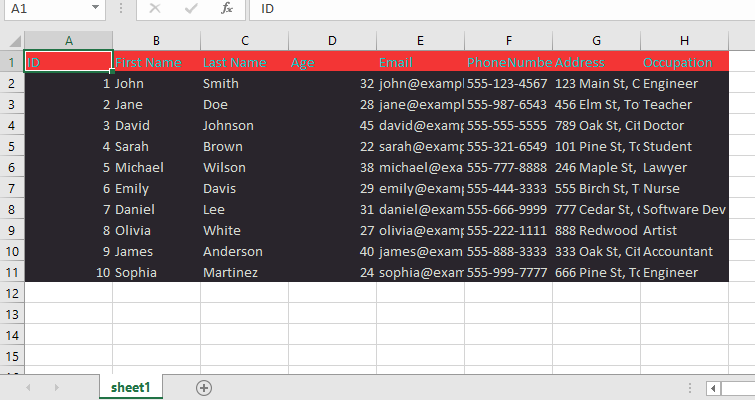 A1 fx ID
A B C D E F G H
1 ID First Name Last Name Age Email PhoneNumbe Address Occupation
2 1 John Smith 32 john@exampl 555-123-4567 123 Main St, C Engineer
3 2 Jane Doe 28 jane@examp 555-987-6543 456 Elm St, To Teacher
4 3 David Johnson 45 david@examp 555-555-5555 789 Oak St, Cit Doctor
5 4 Sarah Brown 22 sarah@examp 555-321-6549 101 Pine St, To Student
6 5 Michael Wilson 38 michael@exa 555-777-8888 246 Maple St, Lawyer
7 6 Emily Davis 29 emily@examp 555-444-3333 555 Birch St, T Nurse
8 7 Daniel Lee 31 daniel@exam 555-666-9999 777 Cedar St, C Software Dev
9 8 Olivia White 27 olivia@examp 555-222-1111 888 Redwood Artist
10 9 James Anderson 40 james@exam 555-888-3333 333 Oak St, Cit Accountant
11 10 Sophia Martinez 24 sophia@exam 555-999-7777 666 Pine St, To Engineer
12
13
14
15
sheet1